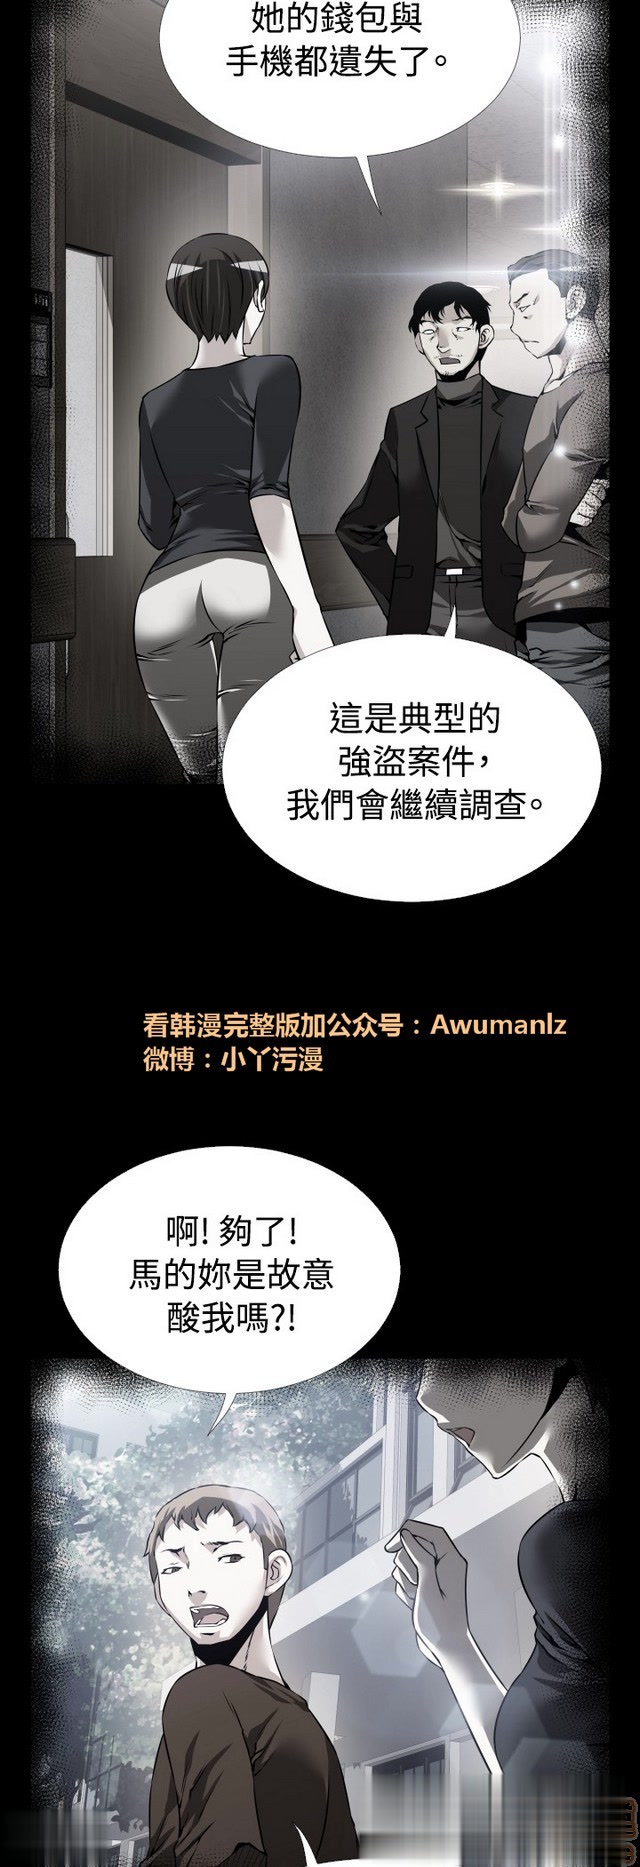 她的錢包與
手機都遺失了。
這是典型的
強盜案件，
我們會繼續調查。
看韩漫完整版加公众号：Awumanlz
微博：小丫污漫
啊! 夠了!
馬的妳是故意
酸我嗎?!